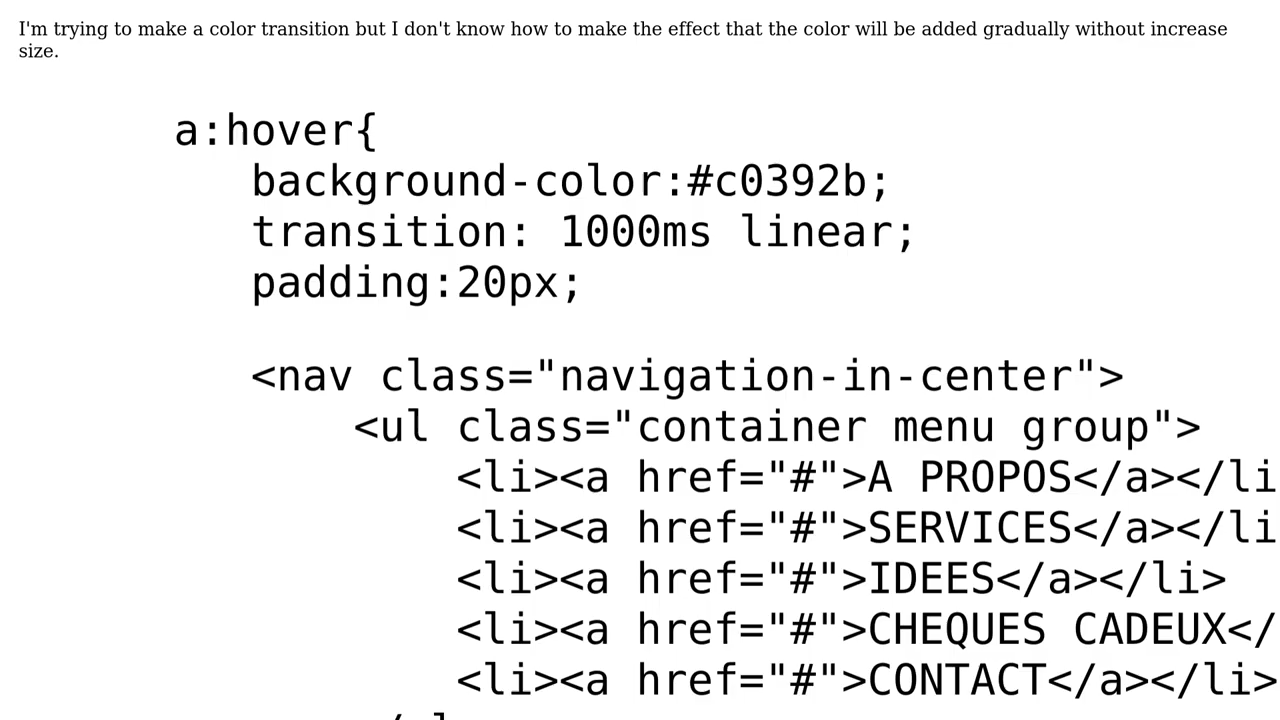 I'm trying to make a color transition but I don't know how to make the effect that the color will be added gradually without increase
size.
a:hover{
background-color:#c0392b;
transition: 1000ms linear;
padding:20px;
<nav class="navigation-in-center">
<ul class="container menu group">
<li><a href="#">A PROPOS</a></li
<li><a href="#">SERVICES</a></li
<li><a href="#">IDEES</a></li>
<li><a href="#">CHEQUES CADEUX</
<li><a href="#">CONTACT</a></li>